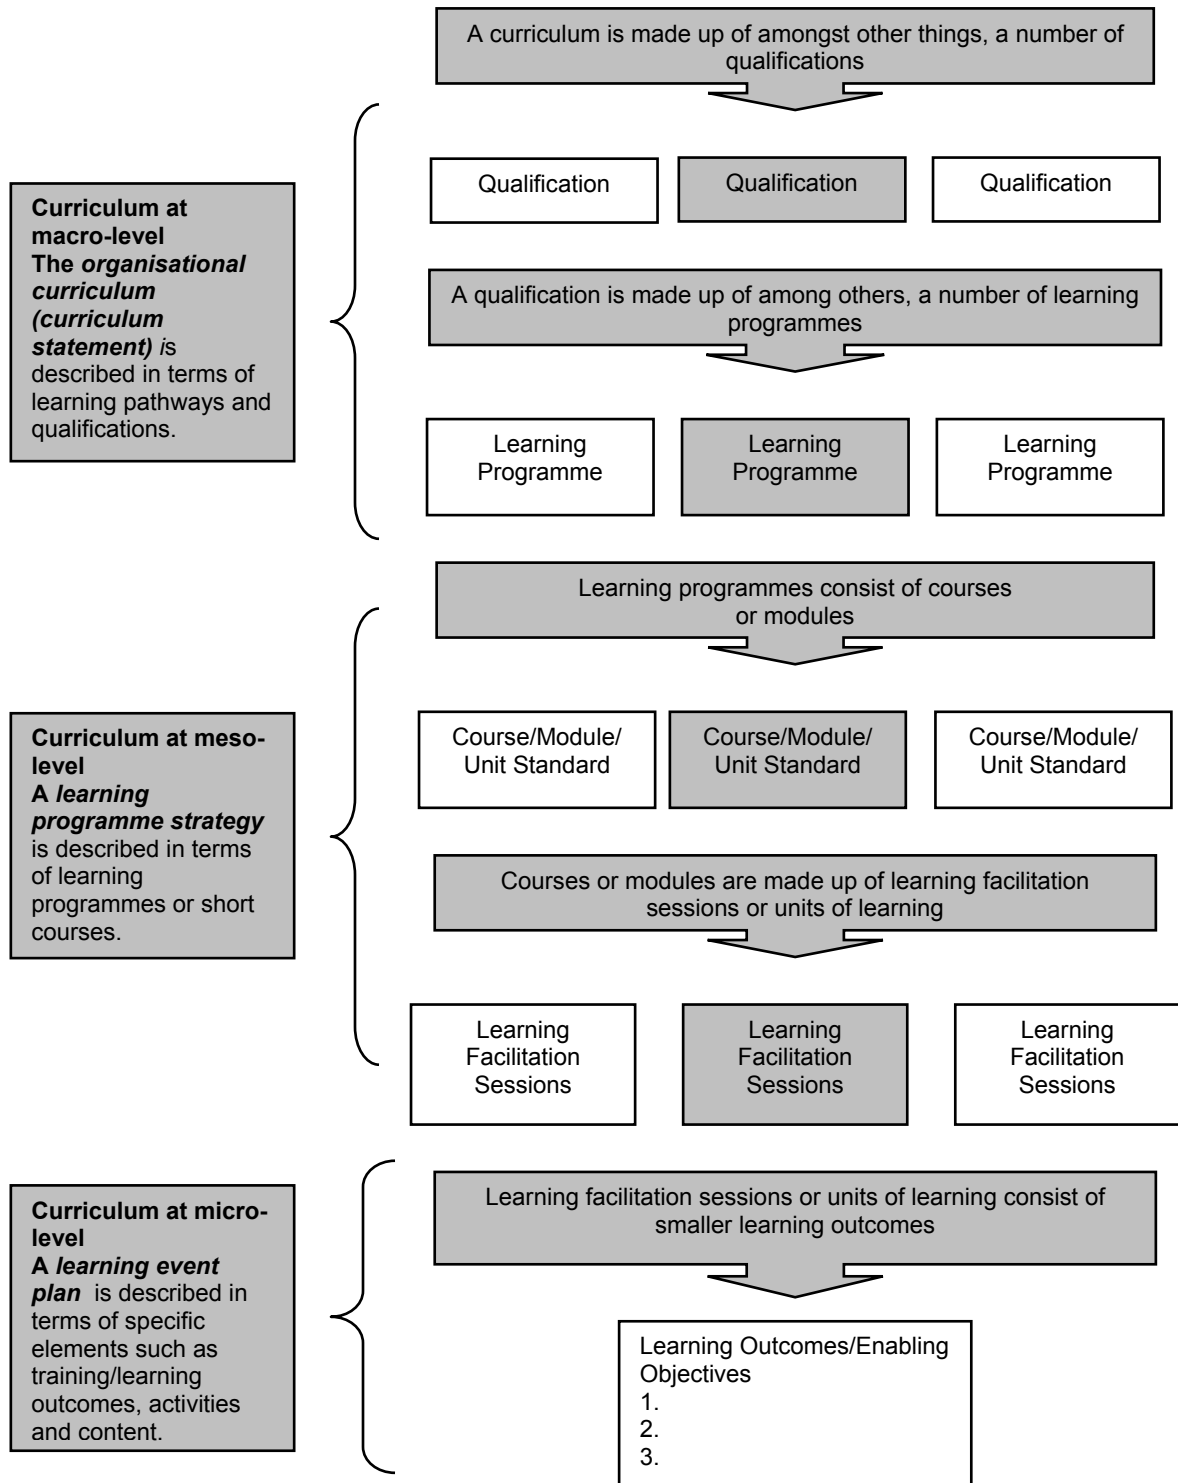 A curriculum is made up of amongst other things, a number of
qualifications
Qualification
Qualification
Qualification
Curriculum at
macro-level
The organisational
curriculum
(curriculum
statement) is
described in terms of
learning pathways and
qualifications.
A qualification is made up of among others, a number of learning
programmes
Learning
Programme
Learning
Programme
Learning
Programme
Learning programmes consist of courses
or modules
Curriculum at meso-
level
A learning
programme strategy
is described in terms
of learning
programmes or short
courses.
Course/Module/
Unit Standard
Course/Module/
Unit Standard
Course/Module/
Unit Standard
Courses or modules are made up of learning facilitation
sessions or units of learning
Learning
Facilitation
Sessions
Learning
Facilitation
Sessions
Learning
Facilitation
Sessions
Curriculum at micro-
level
A learning event
plan is described in
terms of specific
elements such as
training/learning
outcomes, activities
and content.
Learning facilitation sessions or units of learning consist of
smaller learning outcomes
Learning Outcomes/Enabling
Objectives
1.
2.
3.